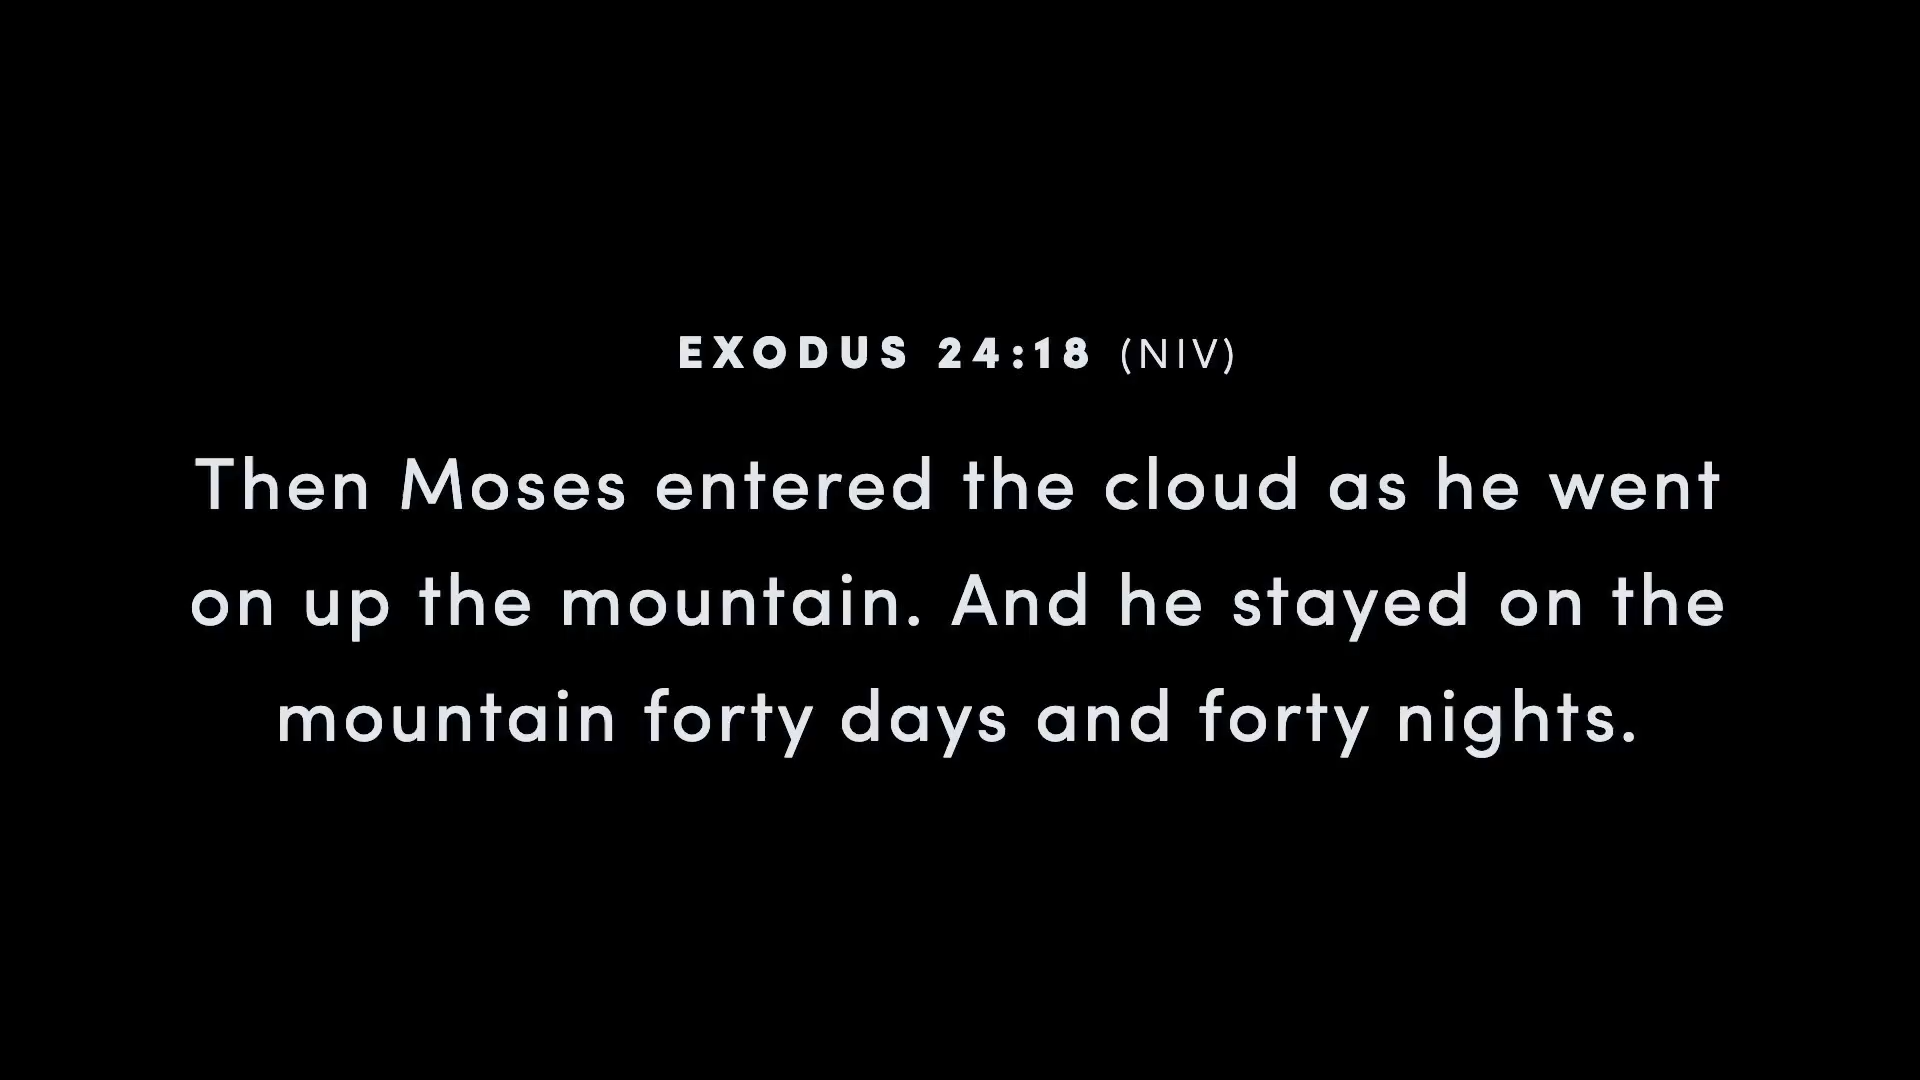 EXODUS 24:18 (NIV)
Then Moses entered the cloud as he went
on up the mountain. And he stayed on the
mountain forty days and forty nights.